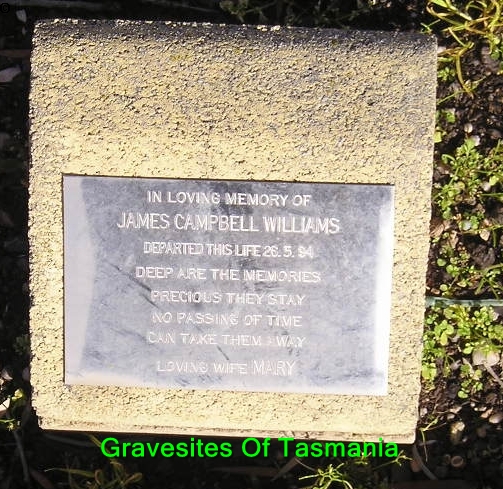 IN LOVING MEMORY OF
JAMES CAMPBELL WILLIAMS
DEPARTED THIS LIFE 26.5.94
DEEP ARE THE MEMORIES
PRECIOUS THEY STAY
NO PASSING OF TIME
CAN TAKE THEM AWAY
LOVING WIFE MARY
Gravesites Of Tasmania